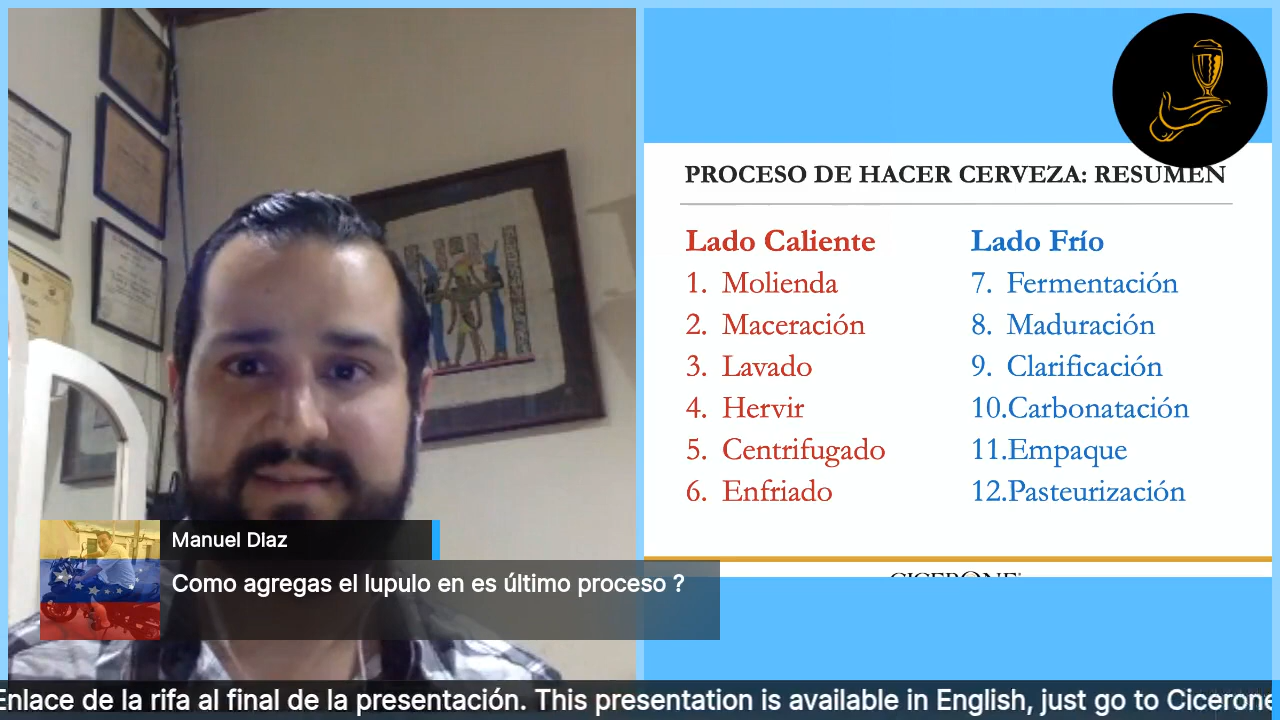 PROCESO DE HACER CERVEZA: RESUMEN
Lado Caliente
1. Molienda
2. Maceración
3. Lavado
4. Hervir
5. Centrifugado
6. Enfriado
Lado Frío
7. Fermentación
8. Maduración
9. Clarificación
10.Carbonatación
11.Empaque
12.Pasteurización
CICERONE
Manuel Diaz
Como agregas el lupulo en es último proceso ?
Enlace de la rifa al final de la presentación. This presentation is available in English, just go to Cicerone